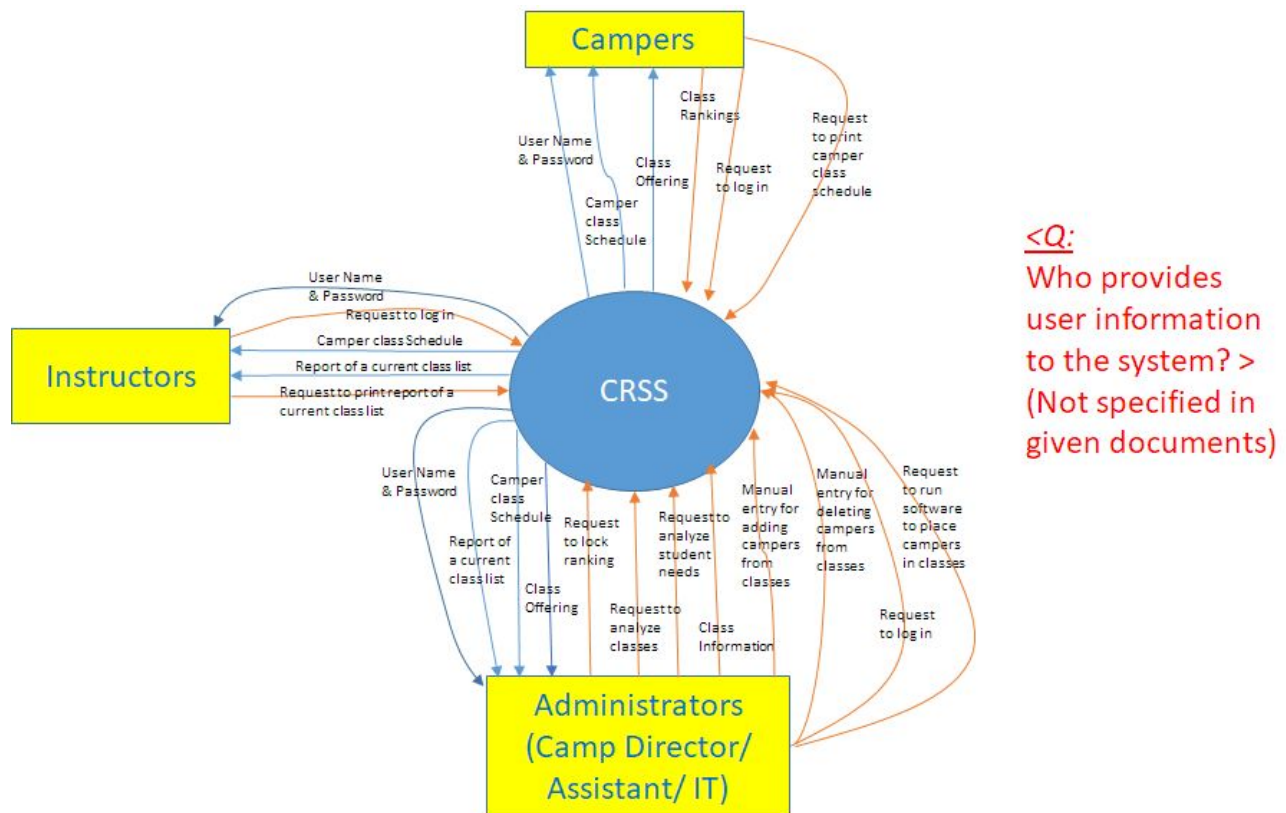 Campers
Class
Rankings
User Name
& Password
Class
Offering
Camper
class
Schedule
Request
to log in
Request
to print
camper
class
schedule
<Q:
Who provides
user information
to the system? >
(Not specified in
given documents)
User Name
& Password
Request to log in
Camper class Schedule
Report of a current class list
Request to print report of a
current class list
Instructors
CRSS
User Name
& Password
Report of
a current
class list
Camper
class
Schedule
Class
Offering
Request
to lock
ranking
Request to
analyze
classes
Request to
analyze
student
needs
Class
Information
Manual
entry for
adding
campers
from
classes
Manual
entry for
deleting
campers
from
classes
Request
to log in
Request
to run
software
to place
campers
in classes
Administrators
(Camp Director/
Assistant/ IT)